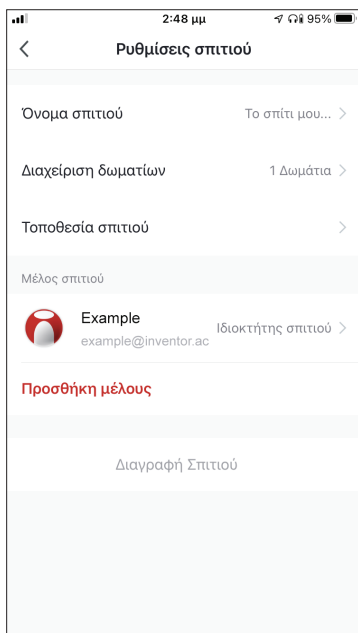 2:48 μμ
95%
Ρυθμίσεις σπιτιού
Όνομα σπιτιού
Το σπίτι μου...
Διαχείριση δωματίων
1 Δωμάτια
Τοποθεσία σπιτιού
Μέλος σπιτιού
Example
Ιδιοκτήτης σπιτιού
example@inventor.ac
Προσθήκη μέλους
Διαγραφή Σπιτιού